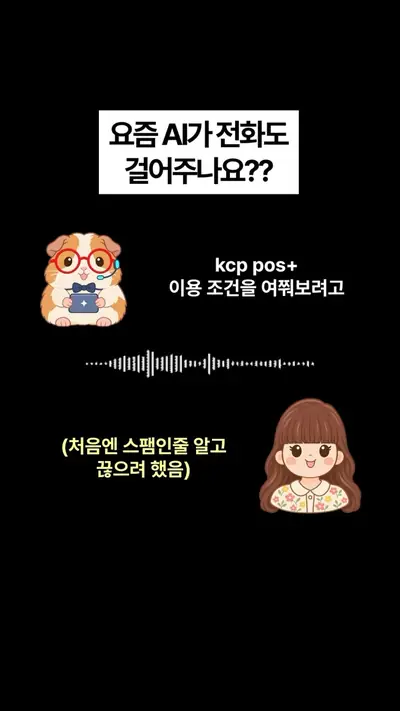 요즘 AI가 전화도
걸어주나요??
kcp pos+
이용 조건을 여쭤보려고
(처음엔 스팸인줄 알고
끊으려 했음)